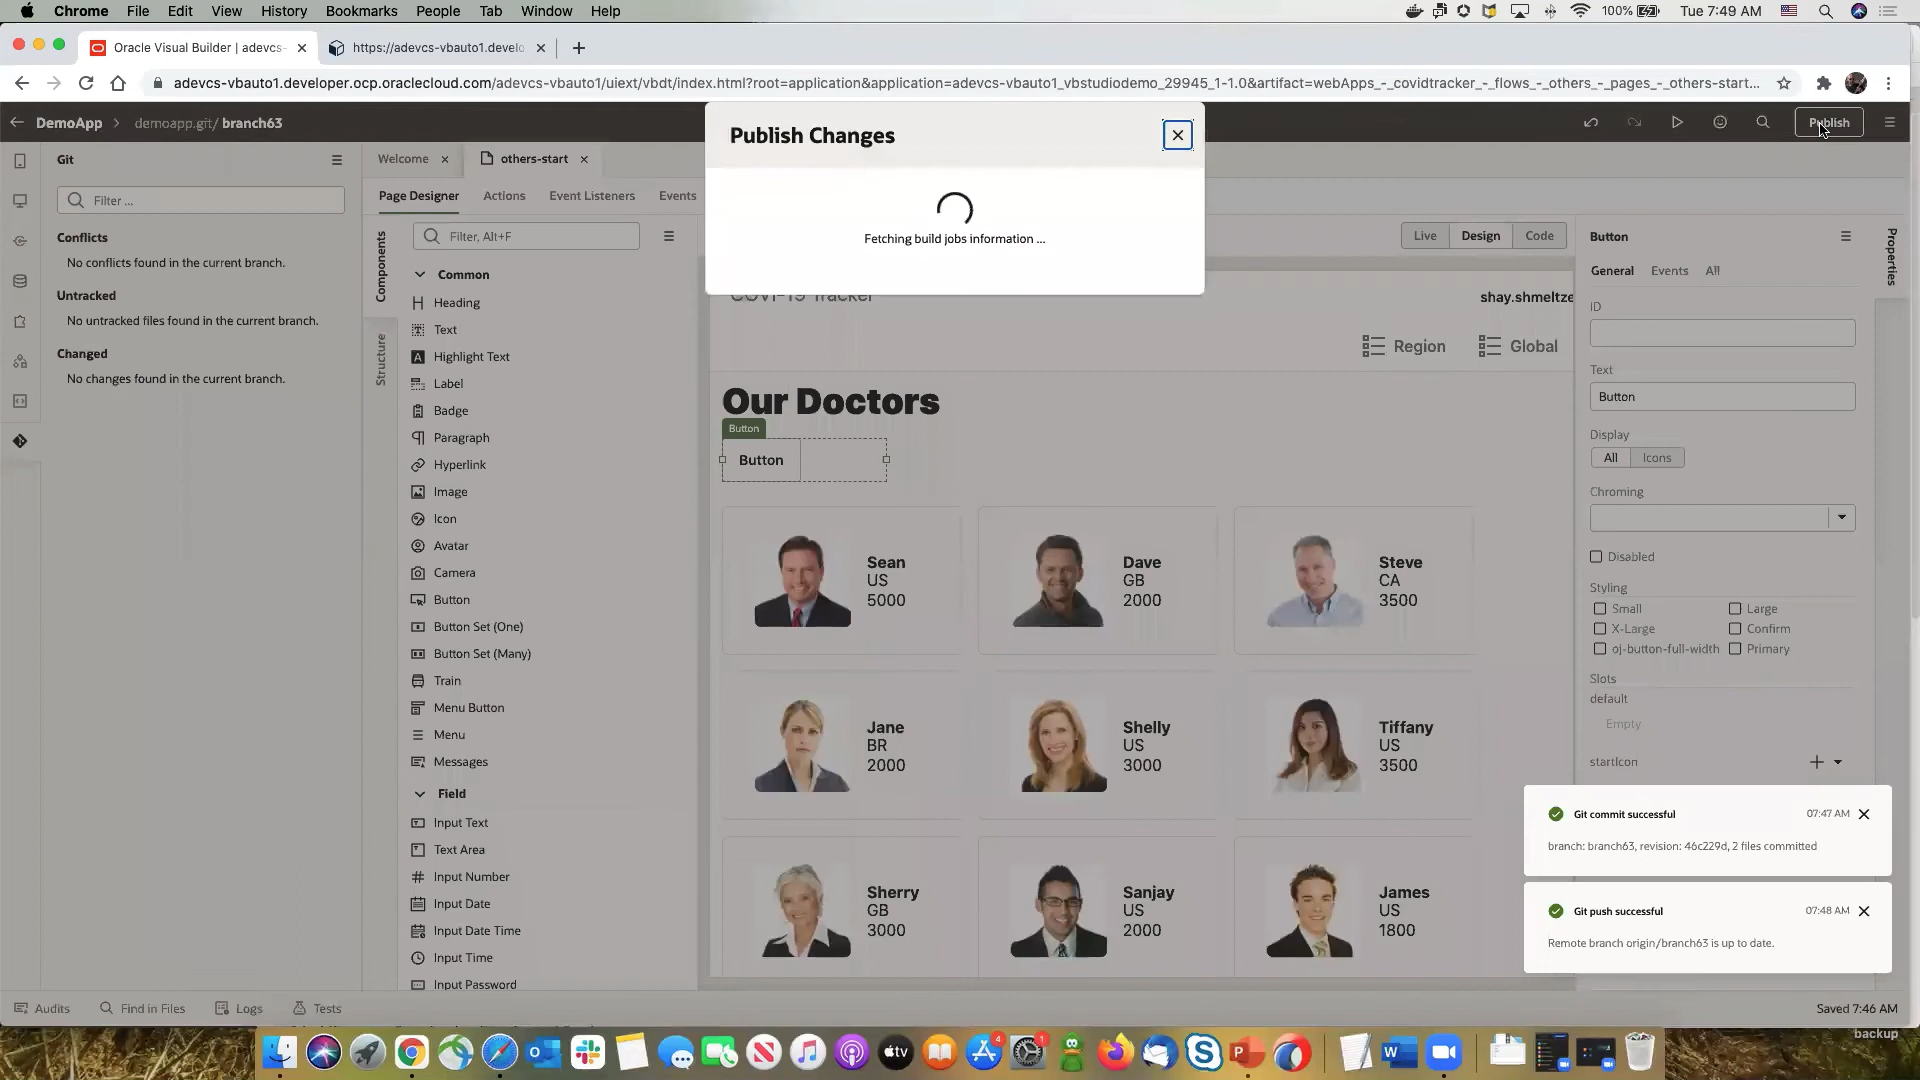 Chrome File Edit View History Bookmarks People Tab Window Help
100% Tue 7:49 AM
Oracle Visual Builder | adevcs-
https://adevcs-vbauto1.develo
adevcs-vbauto1.developer.ocp.oraclecloud.com/adevcs-vbauto1/uiext/vbdt/index.html?root=application&application=adevcs-vbauto1_vbstudiodemo_29945_1-1.0&artifact=webApps_-_covidtracker_-_flows_-_others_-_pages_-_others-start...
DemoApp > demoapp.git/ branch63
Publish
Git
Filter ...
Conflicts
No conflicts found in the current branch.
Untracked
No untracked files found in the current branch.
Changed
No changes found in the current branch.
Welcome
others-start
Page Designer Actions Event Listeners Events
Components
Structure
Filter, Alt+F
Common
Heading
Text
Highlight Text
Label
Badge
Paragraph
Hyperlink
Image
Icon
Avatar
Camera
Button
Button Set (One)
Button Set (Many)
Train
Menu Button
Menu
Messages
Field
Input Text
Text Area
Input Number
Input Date
Input Date Time
Input Time
Input Password
Publish Changes
Fetching build jobs information ...
Live Design Code
COVI-19 Tracker
shay.shmeltze
Region Global
Our Doctors
Button
Button
Sean
US
5000
Dave
GB
2000
Steve
CA
3500
Jane
BR
2000
Shelly
US
3000
Tiffany
US
3500
Sherry
GB
3000
Sanjay
US
2000
James
US
1800
Button
Properties
General Events All
ID
Text
Button
Display
All Icons
Chroming
Disabled
Styling
Small Large
X-Large Confirm
oj-button-full-width Primary
Slots
default
Empty
startIcon
Git commit successful 07:47 AM
branch: branch63, revision: 46c229d, 2 files committed
Git push successful 07:48 AM
Remote branch origin/branch63 is up to date.
Audits Find in Files Logs Tests
Saved 7:46 AM
backup
tv
4
1